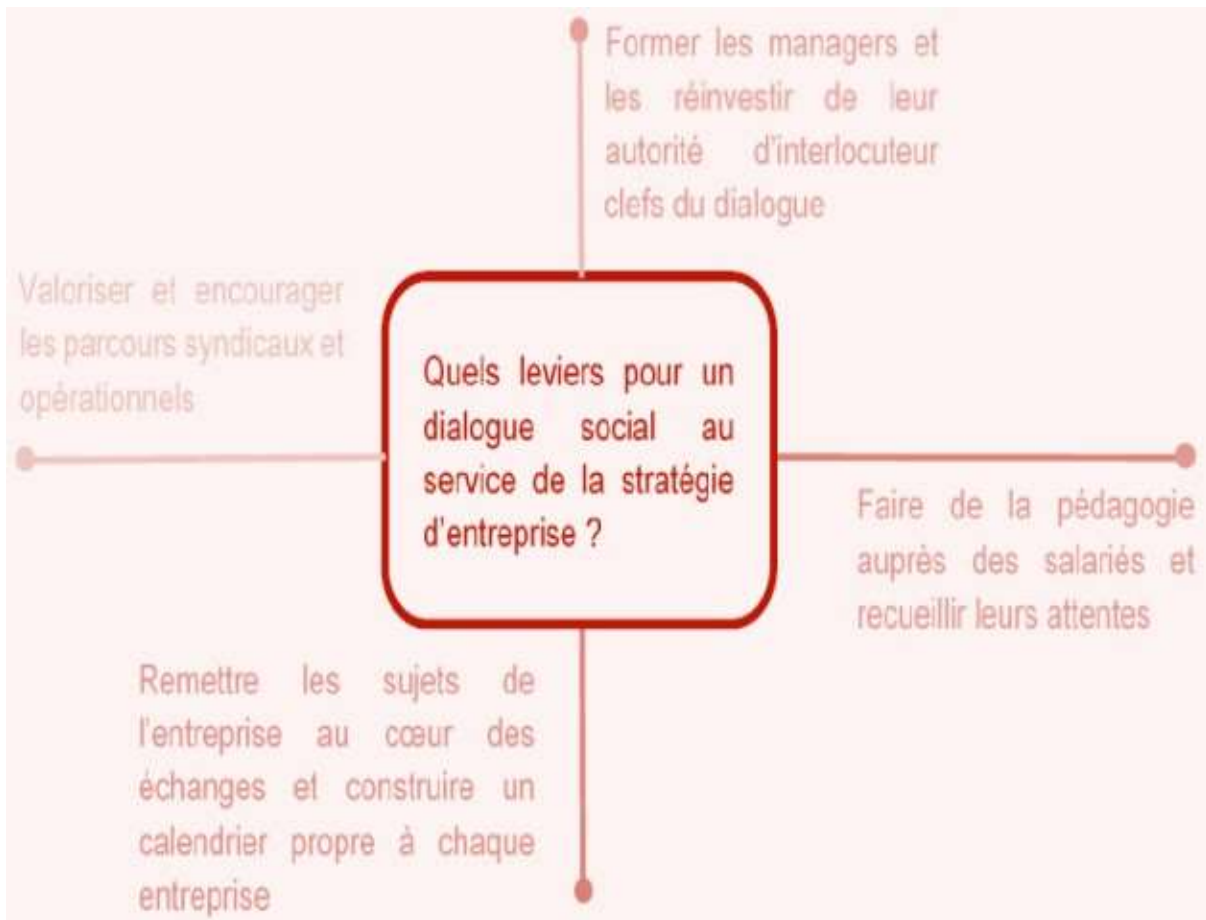 Former les managers et
les réinvestir de leur
autorité d'interlocuteur
clefs du dialogue
Valoriser et encourager
les parcours syndicaux et
opérationnels
Quels leviers pour un
dialogue social au
service de la stratégie
d'entreprise ?
Faire de la pédagogie
auprès des salariés et
recueillir leurs attentes
Remettre les sujets de
l'entreprise au cœur des
échanges et construire un
calendrier propre à chaque
entreprise